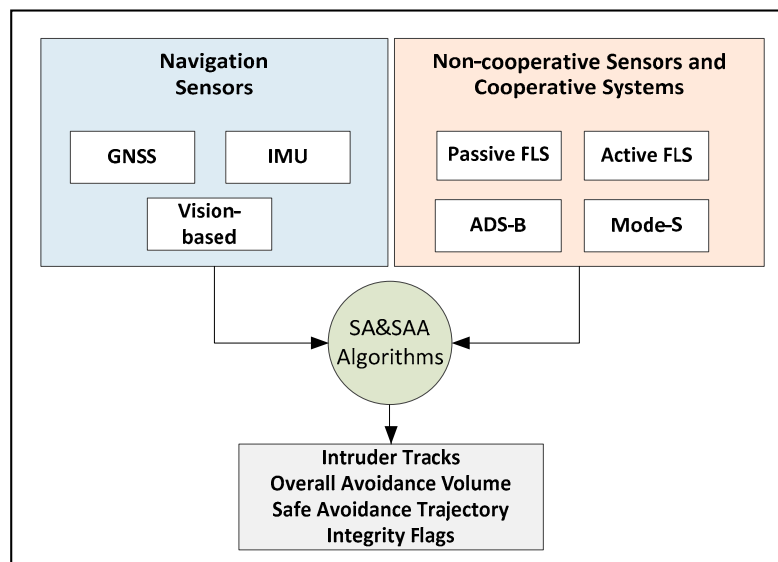 Navigation
Sensors
GNSS
IMU
Vision-
based
Non-cooperative Sensors and
Cooperative Systems
Passive FLS
Active FLS
ADS-B
Mode-S
SA&SAA
Algorithms
Intruder Tracks
Overall Avoidance Volume
Safe Avoidance Trajectory
Integrity Flags